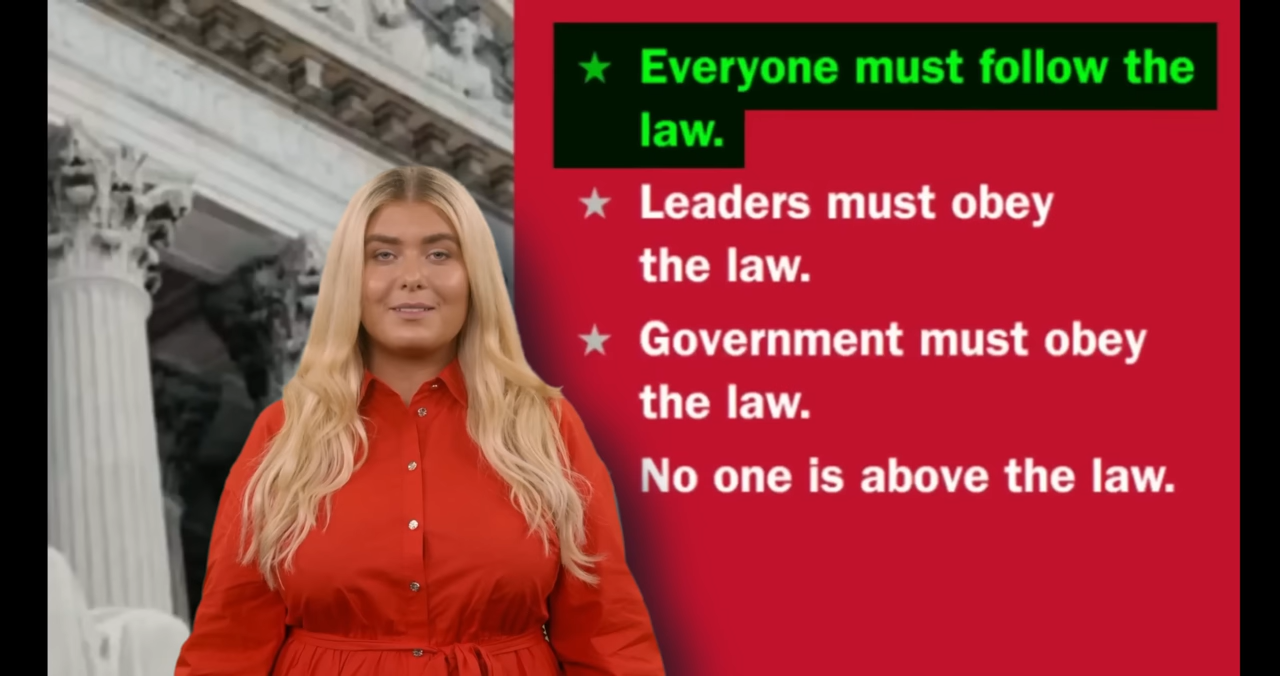 ★ Everyone must follow the
law.
★ Leaders must obey
the law.
★ Government must obey
the law.
No one is above the law.